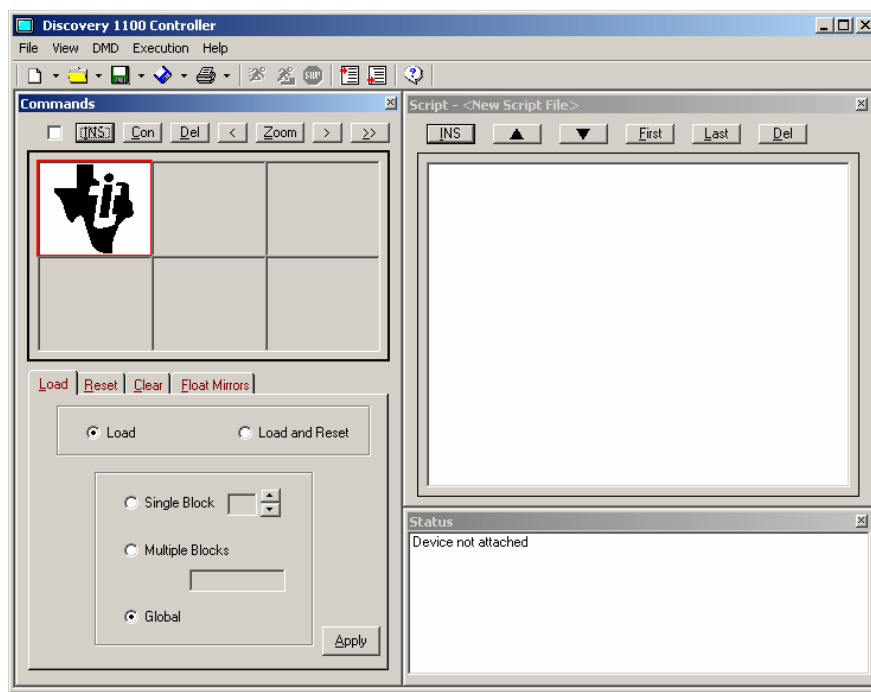 Discovery 1100 Controller
File View DMD Execution Help
STOP
Commands
INS Con Del < Zoom > >>
Load Reset Clear Float Mirrors
Load Load and Reset
Single Block
Multiple Blocks
Global
Apply
Script - <New Script File>
INS ▲ ▼ First Last Del
Status
Device not attached